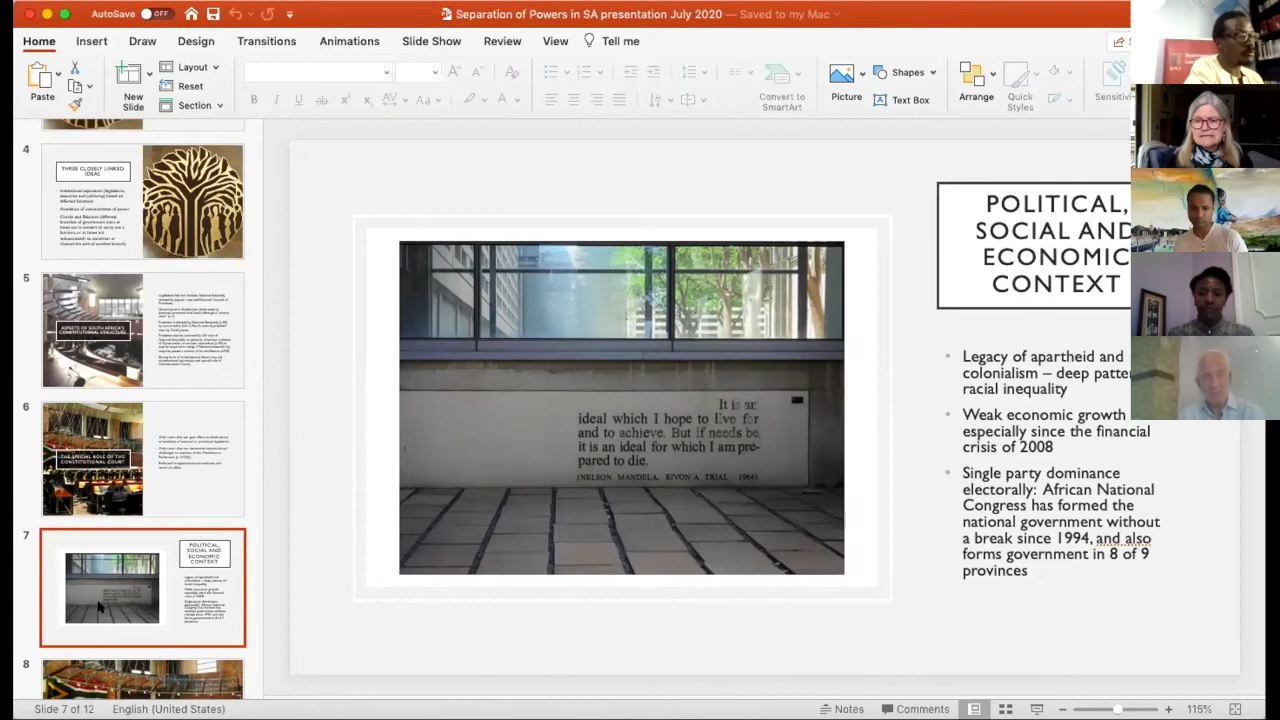 AutoSave OFF
Separation of Powers in SA presentation July 2020 — Saved to my Mac
Home Insert Draw Design Transitions Animations Slide Show Review View Tell me
Paste
New
Slide
Layout
Reset
Section
Convert to
SmartArt
Picture
Shapes
Text Box
Arrange
Quick
Styles
4
THREE CLOSELY LINKED
IDEAS
5
ASPECTS OF SOUTH AFRICA'S
CONSTITUTIONAL STRUCTURE
6
THE SPECIAL ROLE OF THE
CONSTITUTIONAL COURT
7
POLITICAL,
SOCIAL AND
ECONOMIC
CONTEXT
8
It is an
ideal which I hope to live for
and to achieve. But if needs be,
it is an ideal for which I am pre-
pared to die.
(NELSON MANDELA, RIVON'A TRIAL 1964)
POLITICAL,
SOCIAL AND
ECONOMIC
CONTEXT
• Legacy of apartheid and
colonialism – deep
racial inequality
• Weak economic growth
especially since the financial
crisis of 2008
• Single party dominance
electorally: African National
Congress has formed the
national government without
a break since 1994, and also
forms government in 8 of 9
provinces
Slide 7 of 12 English (United States)
Notes Comments 115%